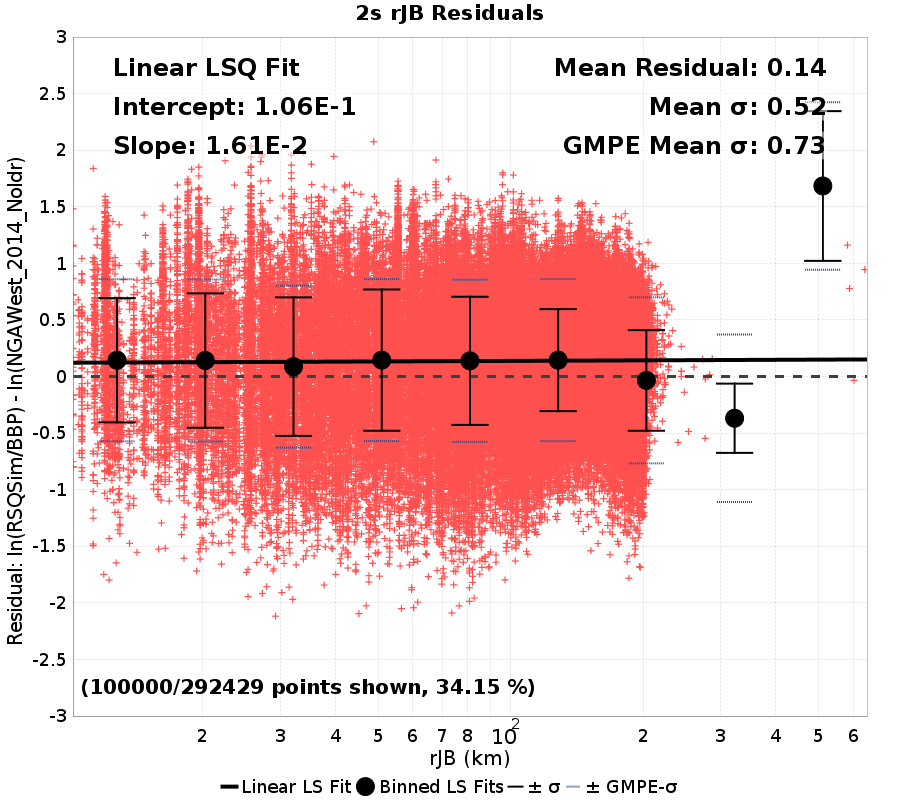 2s rJB Residuals
Linear LSQ Fit
Intercept: 1.06E-1
Slope: 1.61E-2
Mean Residual: 0.14
Mean σ: 0.52
GMPE Mean σ: 0.73
Residual: ln(RSQSim/BBP) - ln(NGAWest_2014_NoIdr)
3
2.5
2
1.5
1
0.5
0
-0.5
-1
-1.5
-2
-2.5
-3
(100000/292429 points shown, 34.15 %)
2 3 4 5 6 7 8 10² 2 3 4 5 6
rJB (km)
Linear LS Fit Binned LS Fits ± σ ± GMPE-σ